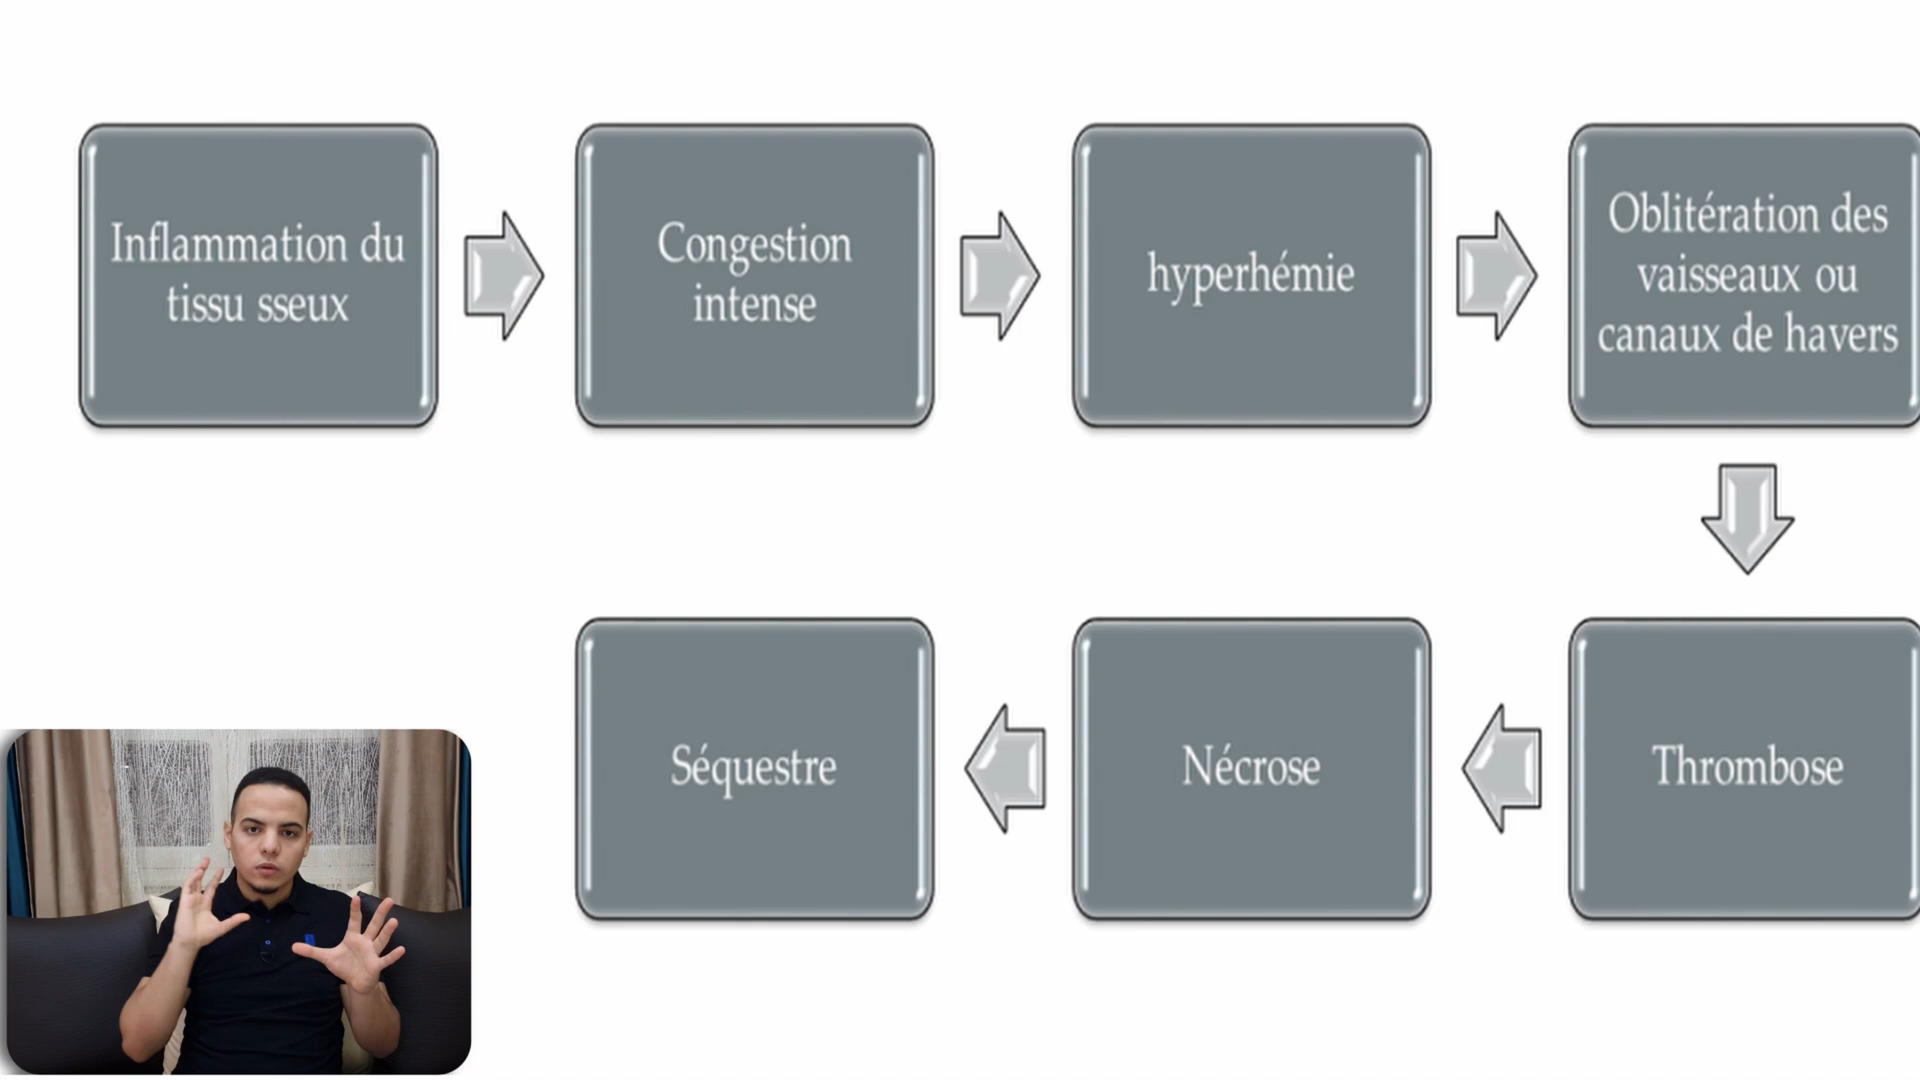 Inflammation du
tissu sseux
Congestion
intense
hyperhémie
Oblitération des
vaisseaux ou
canaux de havers
Thrombose
Nécrose
Séquestre